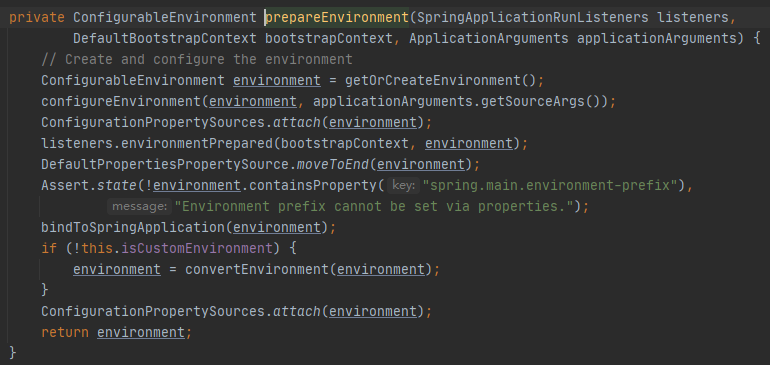 private ConfigurableEnvironment prepareEnvironment(SpringApplicationRunListeners listeners,
        DefaultBootstrapContext bootstrapContext, ApplicationArguments applicationArguments) {
    // Create and configure the environment
    ConfigurableEnvironment environment = getOrCreateEnvironment();
    configureEnvironment(environment, applicationArguments.getSourceArgs());
    ConfigurationPropertySources.attach(environment);
    listeners.environmentPrepared(bootstrapContext, environment);
    DefaultPropertiesPropertySource.moveToEnd(environment);
    Assert.state(!environment.containsProperty( key: "spring.main.environment-prefix"),
            message: "Environment prefix cannot be set via properties.");
    bindToSpringApplication(environment);
    if (!this.isCustomEnvironment) {
        environment = convertEnvironment(environment);
    }
    ConfigurationPropertySources.attach(environment);
    return environment;
}